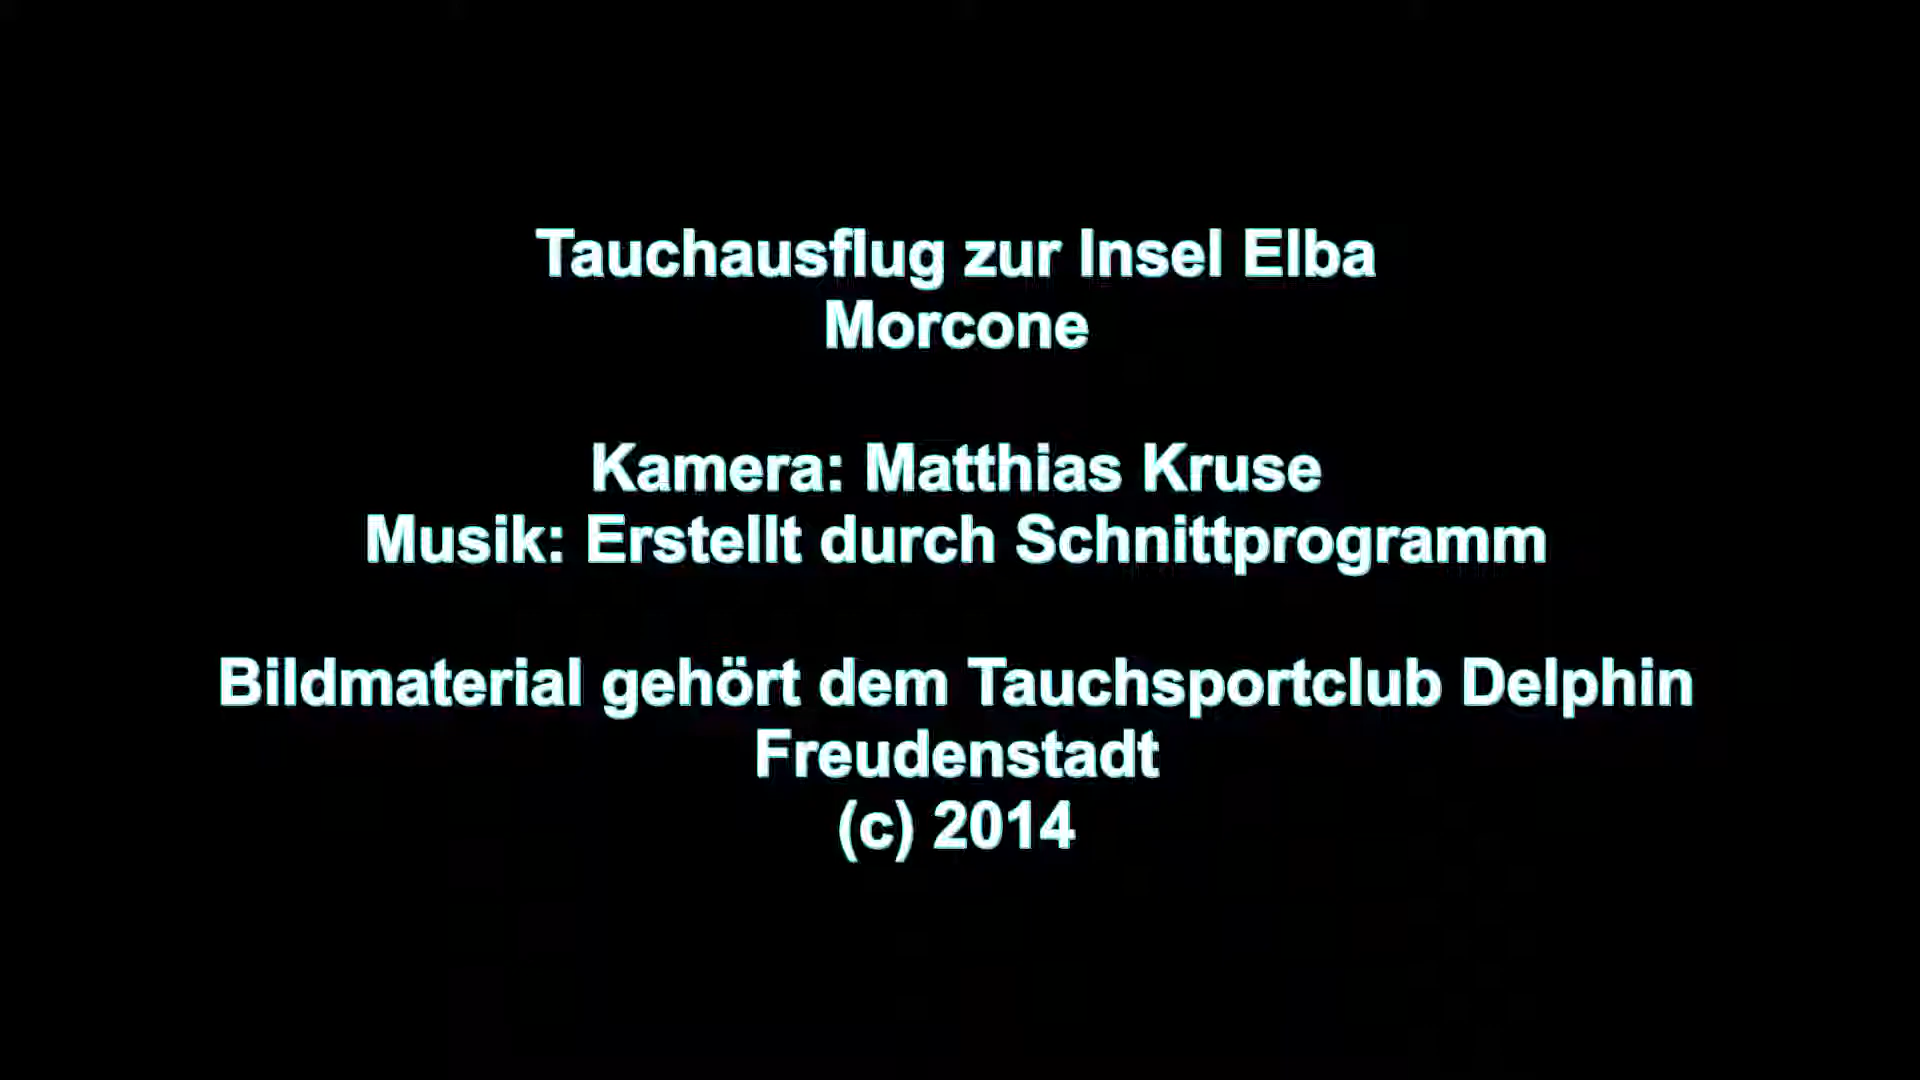 Tauchausflug zur Insel Elba
Morcone
Kamera: Matthias Kruse
Musik: Erstellt durch Schnittprogramm
Bildmaterial gehört dem Tauchsportclub Delphin
Freudenstadt
(c) 2014